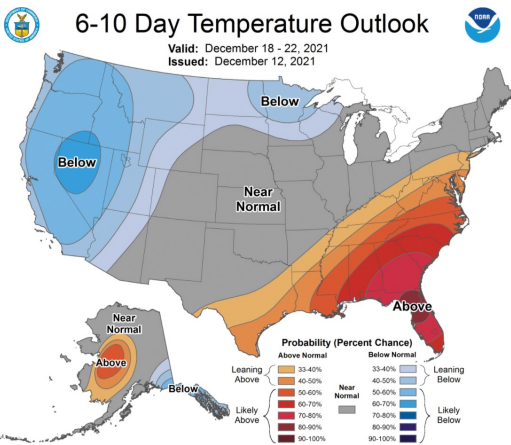 6-10 Day Temperature Outlook
Valid: December 18 - 22, 2021
Issued: December 12, 2021
NOAA
Below
Below
Near
Normal
Above
Near
Normal
Above
Below
Probability (Percent Chance)
Above Normal
Below Normal
Leaning
Above
Likely
Above
33-40%
40-50%
50-60%
60-70%
70-80%
80-90%
90-100%
Near
Normal
33-40%
40-50%
50-60%
60-70%
70-80%
80-90%
90-100%
Leaning
Below
Likely
Below